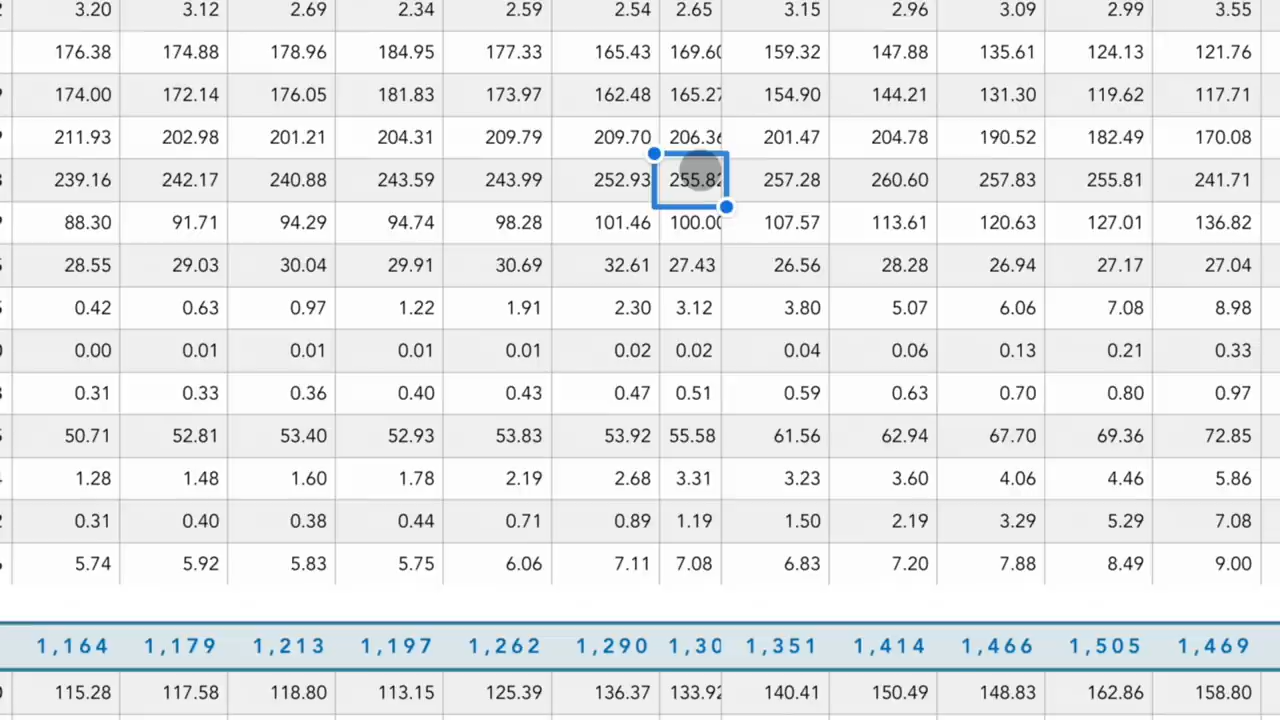 3.20 3.12 2.69 2.34 2.59 2.54 2.65 3.15 2.96 3.09 2.99 3.55
176.38 174.88 178.96 184.95 177.33 165.43 169.60 159.32 147.88 135.61 124.13 121.76
174.00 172.14 176.05 181.83 173.97 162.48 165.27 154.90 144.21 131.30 119.62 117.71
211.93 202.98 201.21 204.31 209.79 209.70 206.36 201.47 204.78 190.52 182.49 170.08
239.16 242.17 240.88 243.59 243.99 252.93 255.82 257.28 260.60 257.83 255.81 241.71
88.30 91.71 94.29 94.74 98.28 101.46 100.00 107.57 113.61 120.63 127.01 136.82
28.55 29.03 30.04 29.91 30.69 32.61 27.43 26.56 28.28 26.94 27.17 27.04
0.42 0.63 0.97 1.22 1.91 2.30 3.12 3.80 5.07 6.06 7.08 8.98
0.00 0.01 0.01 0.01 0.01 0.02 0.02 0.04 0.06 0.13 0.21 0.33
0.31 0.33 0.36 0.40 0.43 0.47 0.51 0.59 0.63 0.70 0.80 0.97
50.71 52.81 53.40 52.93 53.83 53.92 55.58 61.56 62.94 67.70 69.36 72.85
1.28 1.48 1.60 1.78 2.19 2.68 3.31 3.23 3.60 4.06 4.46 5.86
0.31 0.40 0.38 0.44 0.71 0.89 1.19 1.50 2.19 3.29 5.29 7.08
5.74 5.92 5.83 5.75 6.06 7.11 7.08 6.83 7.20 7.88 8.49 9.00
1,164 1,179 1,213 1,197 1,262 1,290 1,30 1,351 1,414 1,466 1,505 1,469
115.28 117.58 118.80 113.15 125.39 136.37 133.92 140.41 150.49 148.83 162.86 158.80